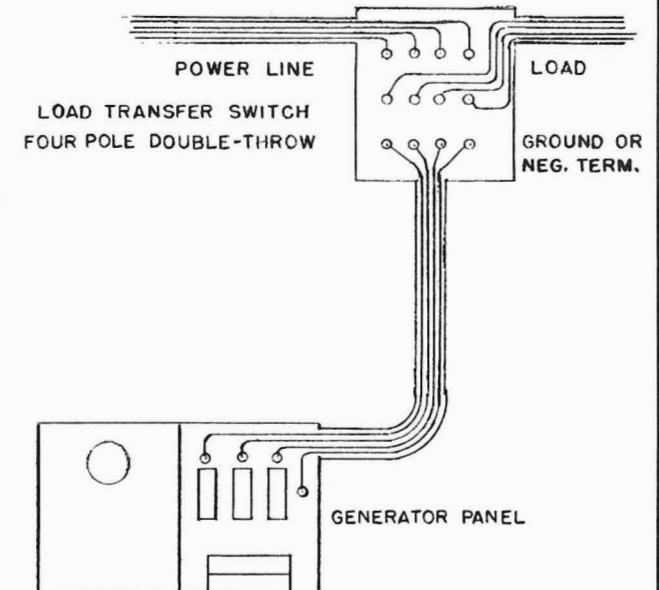 POWER LINE
LOAD
LOAD TRANSFER SWITCH
FOUR POLE DOUBLE-THROW
GROUND OR
NEG. TERM.
GENERATOR PANEL